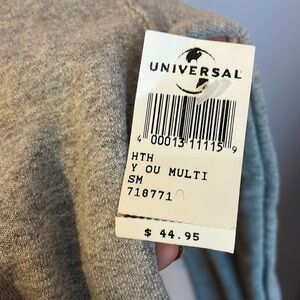 UNIVERSAL
4 00013 11115 9
HTH
Y OU MULTI
SM
718771
$ 44.95